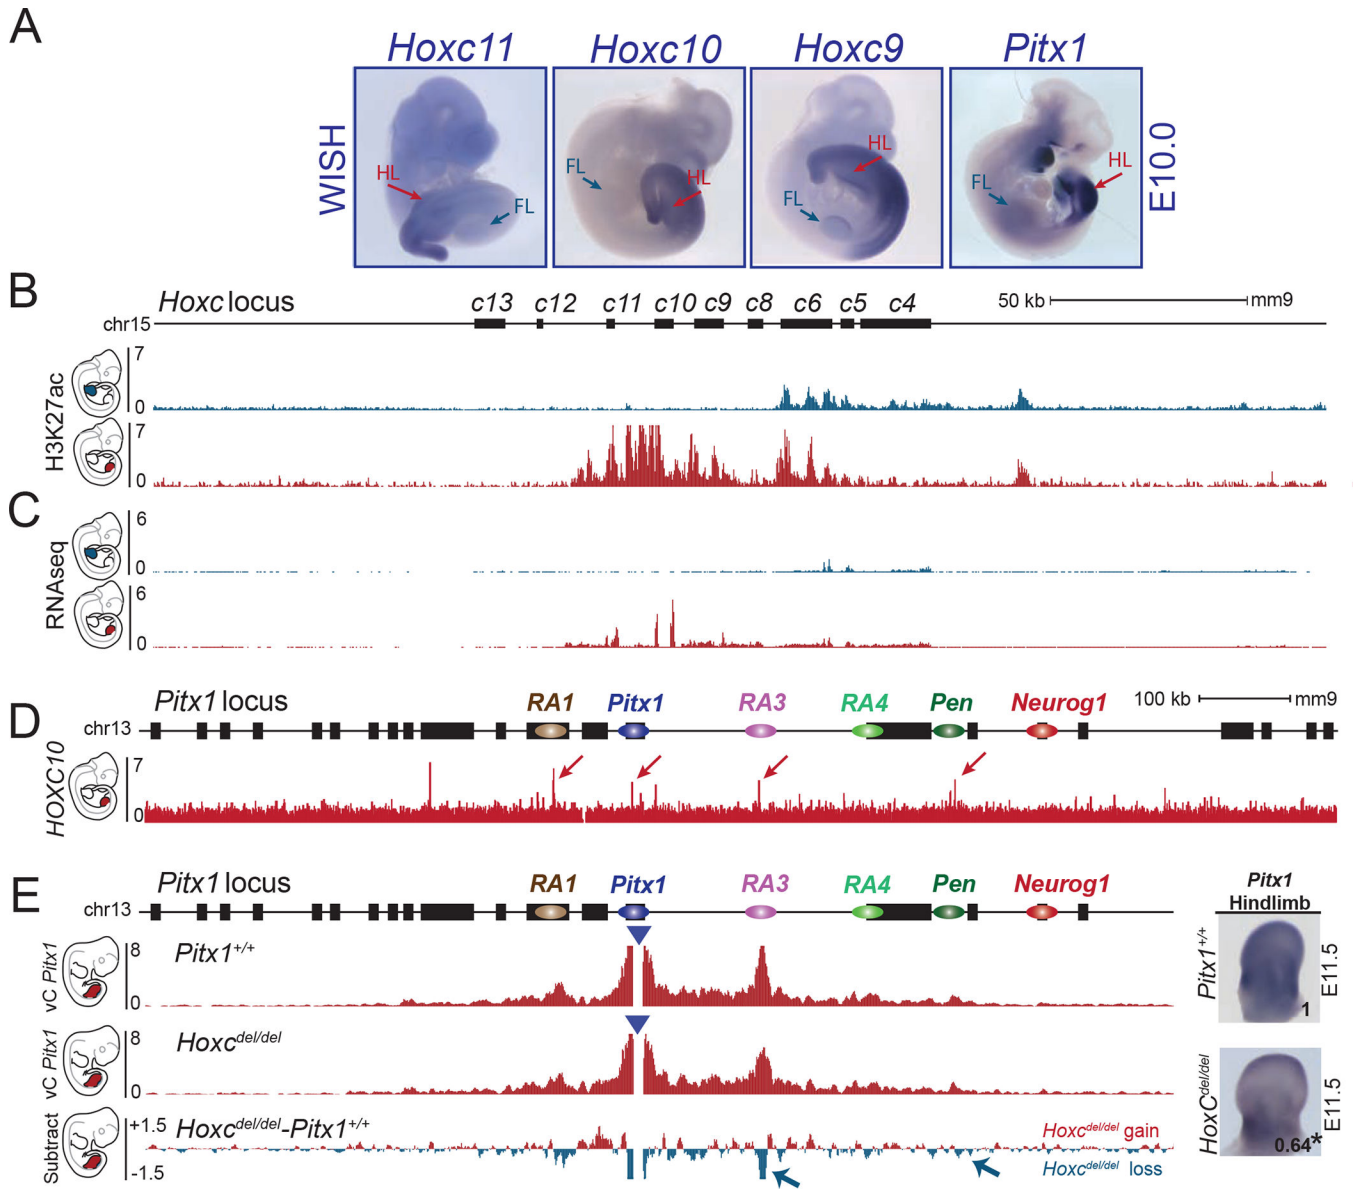 A
Hoxc11 Hoxc10 Hoxc9 Pitx1
WISH
HL
FL
FL
HL
HL
FL
HL
FL
E10.0
B
Hoxc locus
c13 c12 c11 c10 c9 c8 c6 c5 c4
50 kb mm9
chr15
H3K27ac
7
0
7
0
C
RNAseq
6
0
6
0
D
Pitx1 locus
RA1 Pitx1 RA3 RA4 Pen Neurog1
100 kb mm9
chr13
HOXC10
7
0
E
Pitx1 locus
RA1 Pitx1 RA3 RA4 Pen Neurog1
chr13
vC Pitx1
8
0
Pitx1+/+
vC Pitx1
8
0
Hoxcdel/del
Subtract
+1.5
-1.5
Hoxcdel/del-Pitx1+/+
Hoxcdel/del gain
Hoxcdel/del loss
Pitx1
Hindlimb
Pitx1+/+
E11.5
1
HoxCdel/del
E11.5
0.64*